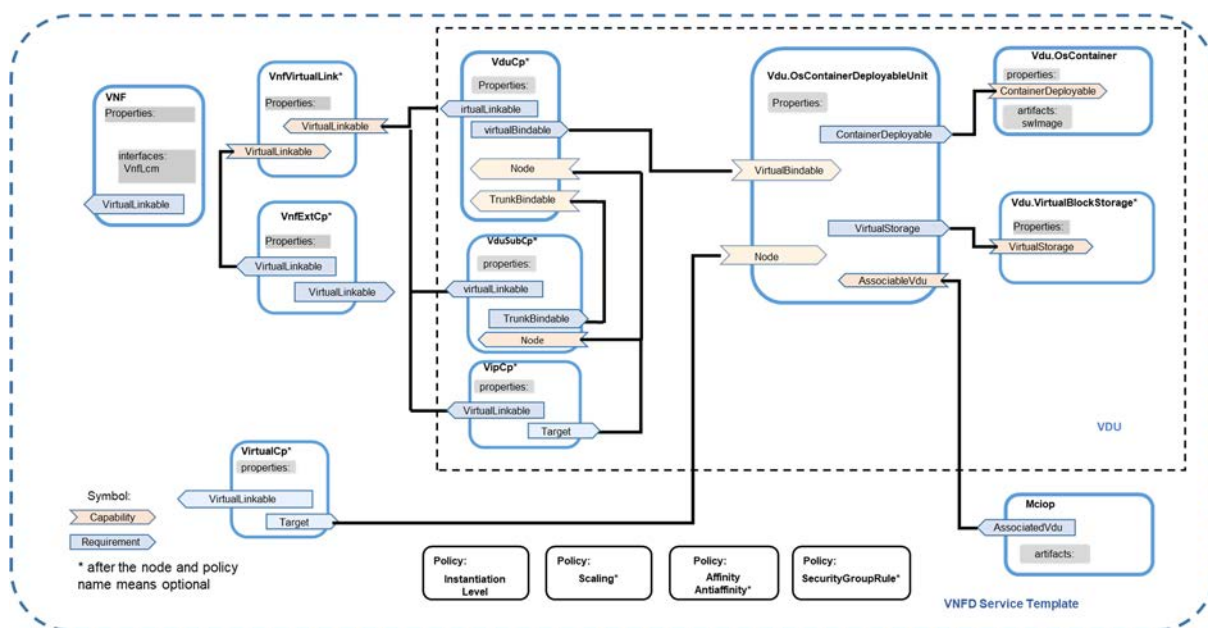 VNF
Properties:
interfaces:
VnfLcm
VirtualLinkable
VnfVirtualLink*
Properties:
VirtualLinkable
VirtualLinkable
VnfExtCp*
Properties:
VirtualLinkable
VirtualLinkable
VduCp*
Properties:
irtualLinkable
virtualBindable
Node
TrunkBindable
VduSubCp*
properties:
virtualLinkable
TrunkBindable
Node
VipCp*
properties:
VirtualLinkable
Target
Vdu.OsContainerDeployableUnit
Properties:
ContainerDeployable
VirtualBindable
VirtualStorage
Node
AssociableVdu
Vdu.OsContainer
properties:
ContainerDeployable
artifacts:
swImage
Vdu.VirtualBlockStorage*
Properties:
VirtualStorage
VDU
VirtualCp*
properties:
VirtualLinkable
Target
Symbol:
Capability
Requirement
* after the node and policy
name means optional
Policy:
Instantiation
Level
Policy:
Scaling*
Policy:
Affinity
Antiaffinity*
Policy:
SecurityGroupRule*
Mciop
AssociatedVdu
artifacts:
VNFD Service Template